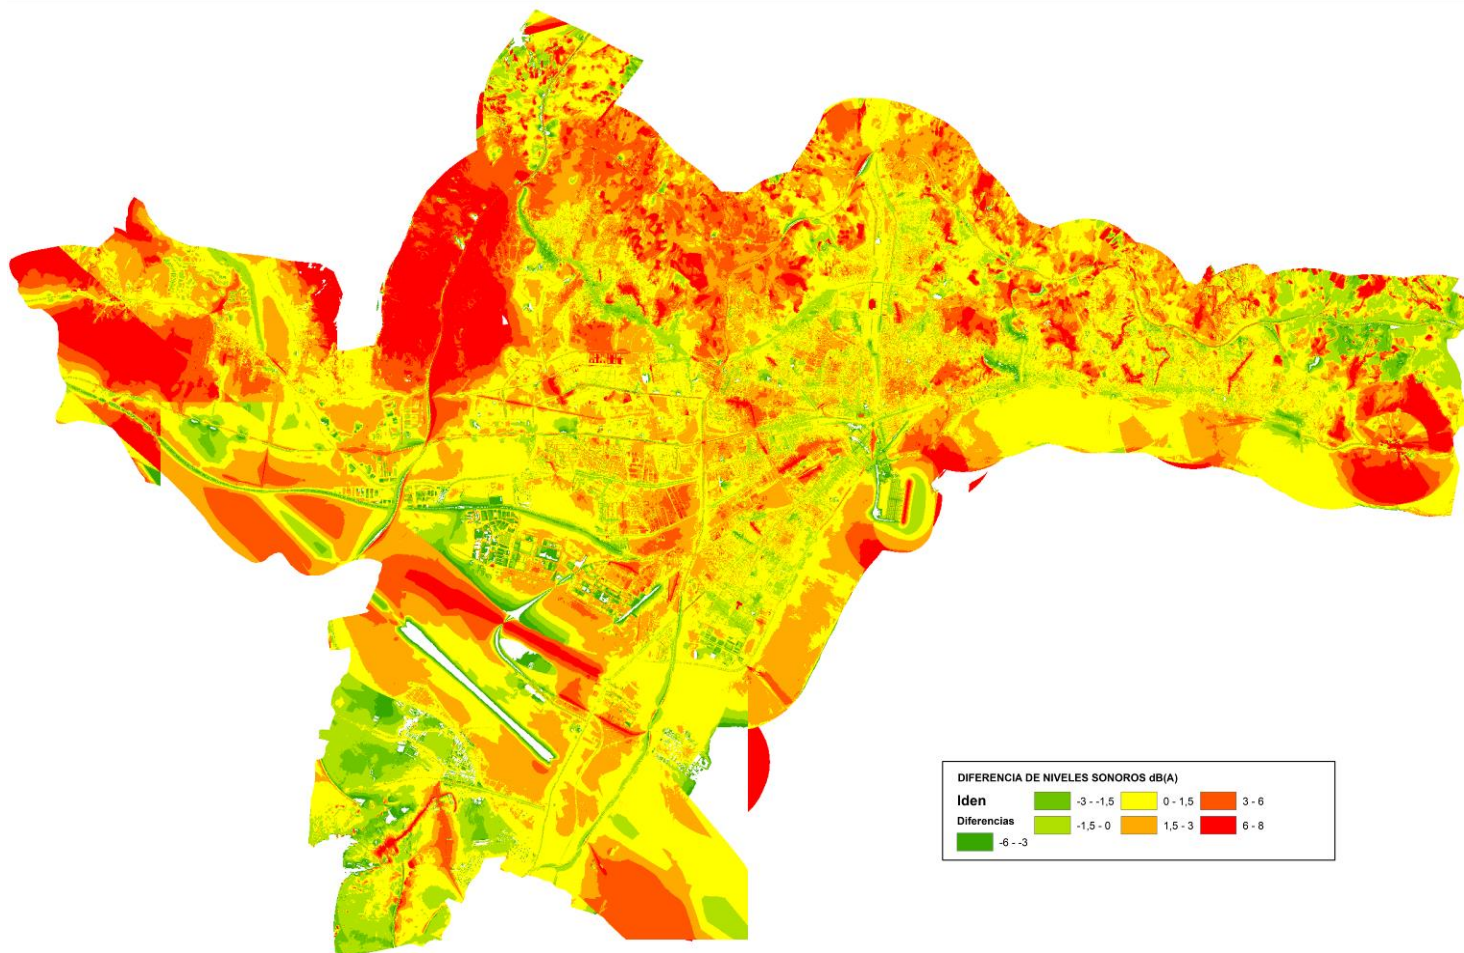 DIFERENCIA DE NIVELES SONOROS dB(A)
lden
Diferencias
-6 - -3
-3 - -1,5
-1,5 - 0
0 - 1,5
1,5 - 3
3 - 6
6 - 8